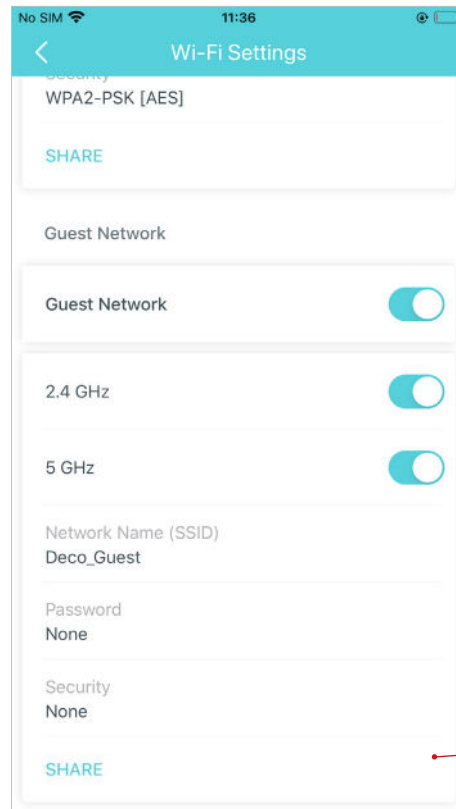 No SIM 11:36
Wi-Fi Settings
Security
WPA2-PSK [AES]
SHARE
Guest Network
Guest Network
2.4 GHz
5 GHz
Network Name (SSID)
Deco_Guest
Password
None
Security
None
SHARE